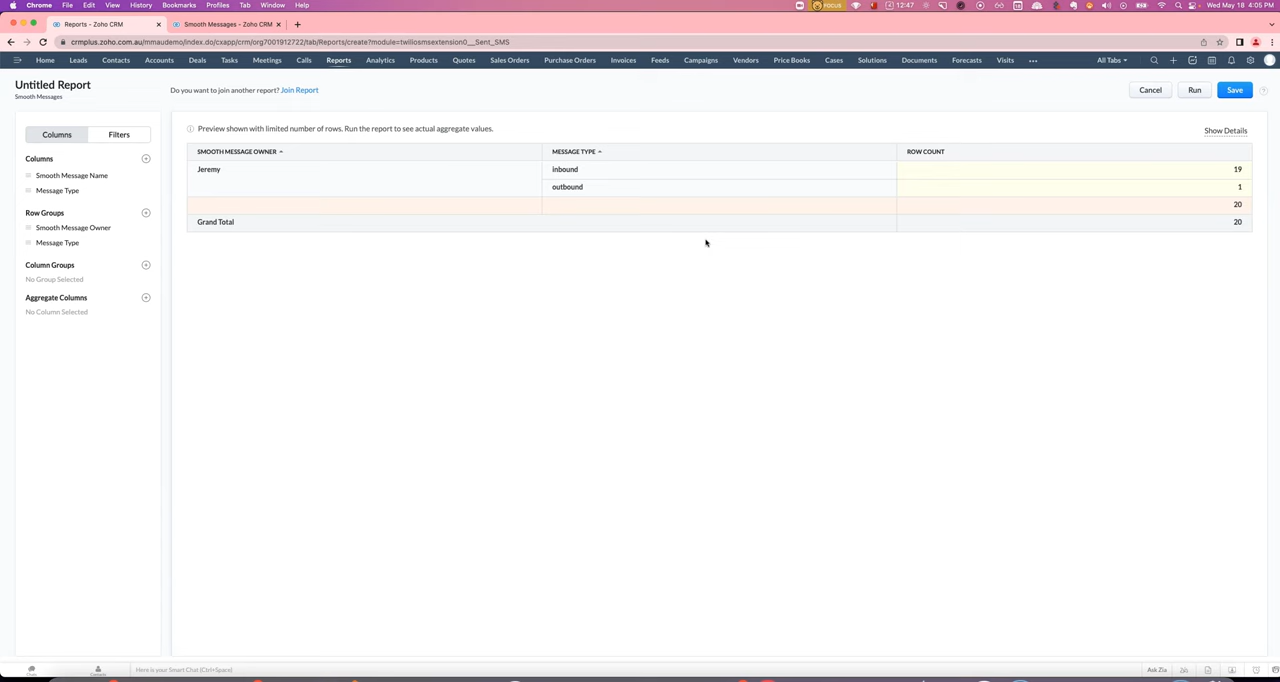 Chrome File Edit View History Bookmarks Profiles Tab Window Help FOCUS 12:47 Wed May 18 4:05 PM
Reports - Zoho CRM × Smooth Messages - Zoho CRM × +
crmplus.zoho.com.au/mmaudemo/index.do/cxapp/crm/org7001912722/tab/Reports/create?module=twiliosmsextension0__Sent_SMS
Home Leads Contacts Accounts Deals Tasks Meetings Calls Reports Analytics Products Quotes Sales Orders Purchase Orders Invoices Feeds Campaigns Vendors Price Books Cases Solutions Documents Forecasts Visits ••• All Tabs
Untitled Report
Smooth Messages
Do you want to join another report? Join Report
Cancel Run Save
Columns Filters
Preview shown with limited number of rows. Run the report to see actual aggregate values.
Show Details
Columns
Smooth Message Name
Message Type
Row Groups
Smooth Message Owner
Message Type
Column Groups
No Group Selected
Aggregate Columns
No Column Selected
SMOOTH MESSAGE OWNER MESSAGE TYPE ROW COUNT
Jeremy inbound 19
outbound 1
20
Grand Total 20
Chats Contacts Here is your Smart Chat (Ctrl+Space) Ask Zia